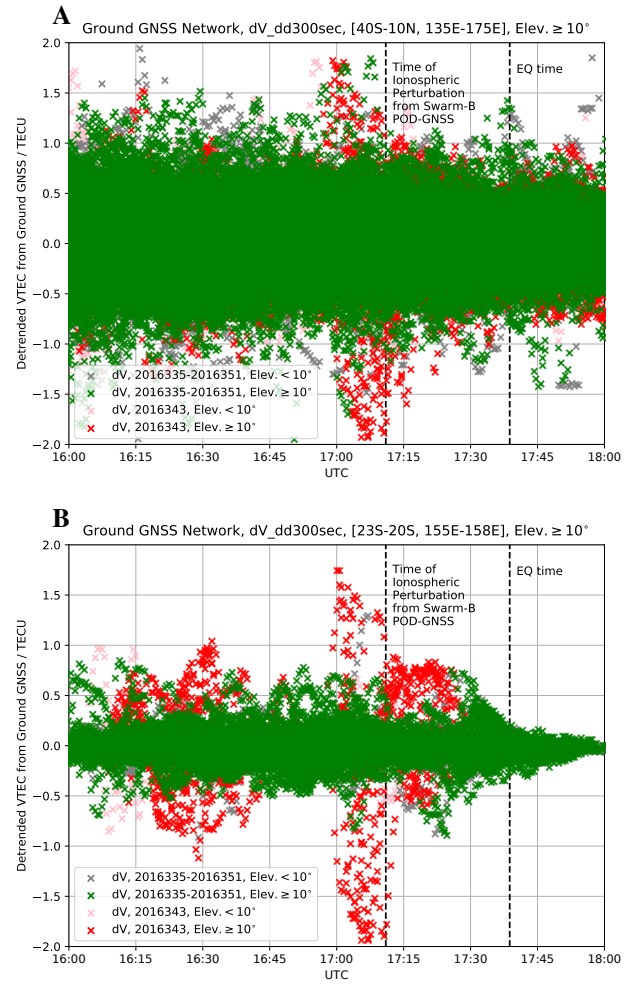 A
Ground GNSS Network, dV_dd300sec, [40S-10N, 135E-175E], Elev. ≥ 10°
2.0
1.5
1.0
0.5
0.0
−0.5
−1.0
−1.5
−2.0
Detrended VTEC from Ground GNSS / TECU
Time of
Ionospheric
Perturbation
from Swarm-B
POD-GNSS
EQ time
dV, 2016335-2016351, Elev. < 10°
dV, 2016335-2016351, Elev. ≥ 10°
dV, 2016343, Elev. < 10°
dV, 2016343, Elev. ≥ 10°
16:00 16:15 16:30 16:45 17:00 17:15 17:30 17:45 18:00
UTC
B
Ground GNSS Network, dV_dd300sec, [23S-20S, 155E-158E], Elev. ≥ 10°
2.0
1.5
1.0
0.5
0.0
−0.5
−1.0
−1.5
−2.0
Detrended VTEC from Ground GNSS / TECU
Time of
Ionospheric
Perturbation
from Swarm-B
POD-GNSS
EQ time
dV, 2016335-2016351, Elev. < 10°
dV, 2016335-2016351, Elev. ≥ 10°
dV, 2016343, Elev. < 10°
dV, 2016343, Elev. ≥ 10°
16:00 16:15 16:30 16:45 17:00 17:15 17:30 17:45 18:00
UTC